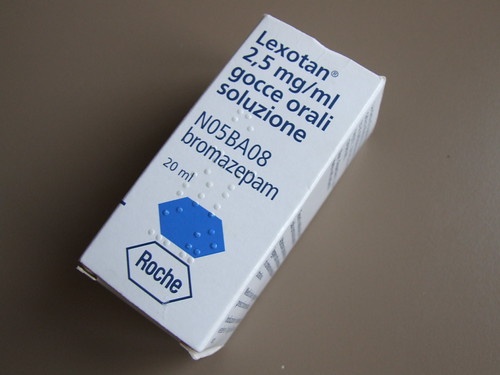 Lexotan®
2,5 mg/ml
gocce orali
soluzione
N05BA08
bromazepam
20 ml
Roche